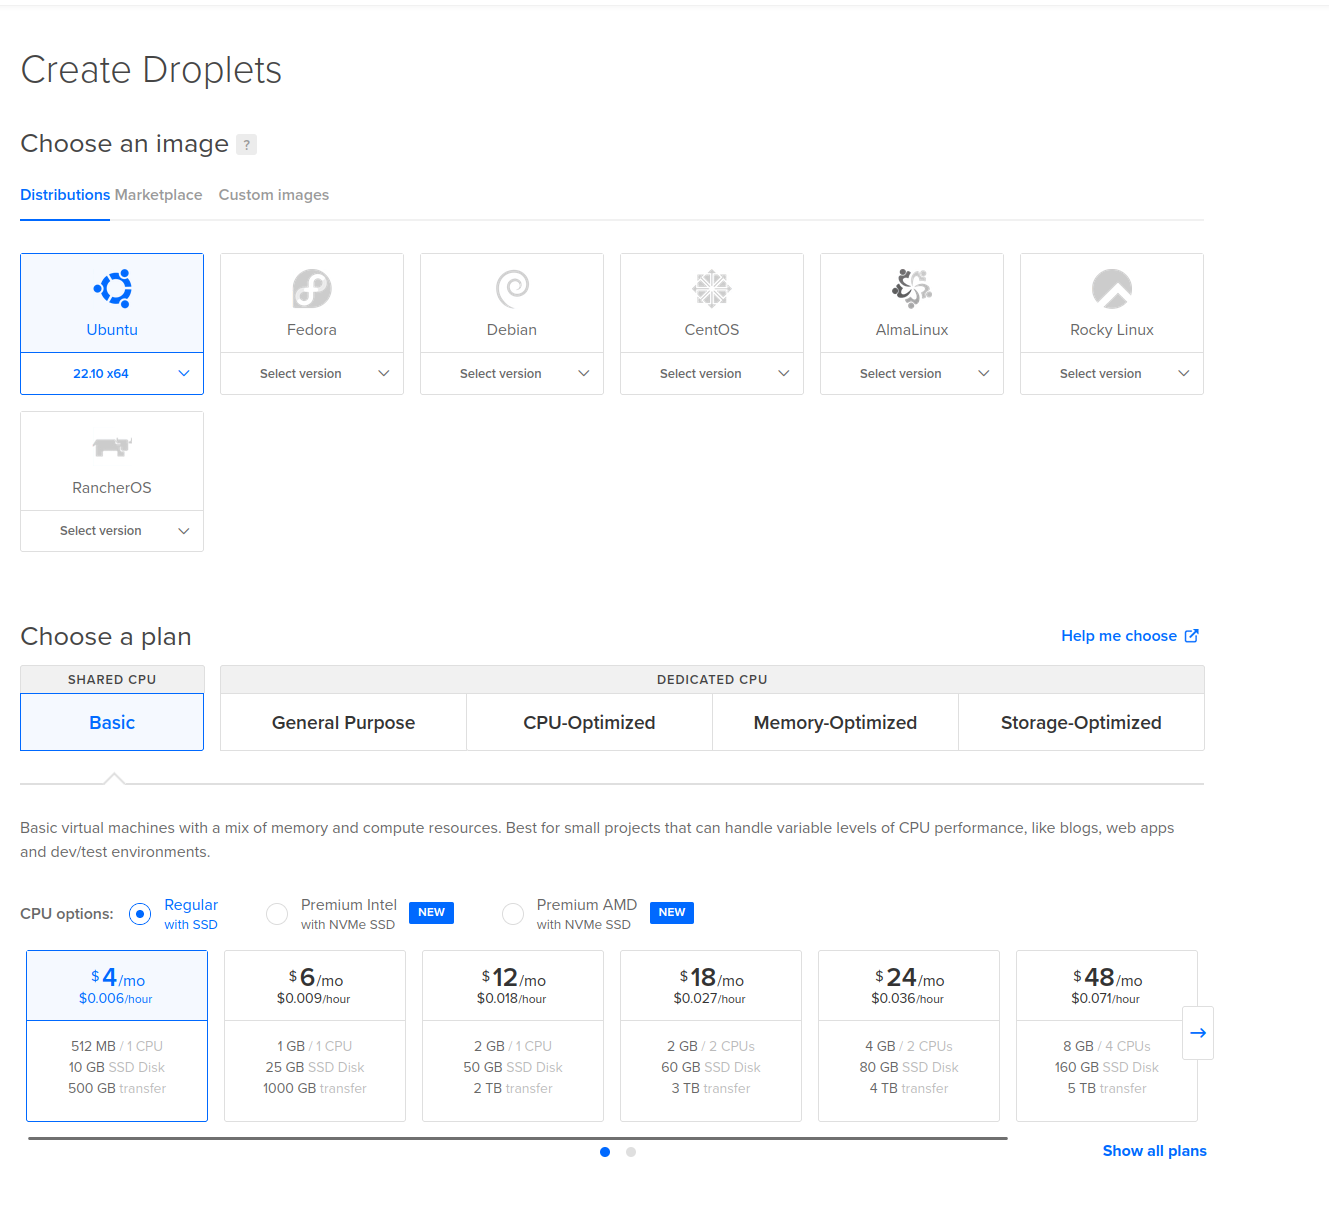 Create Droplets
Choose an image ?
Distributions Marketplace Custom images
Ubuntu Fedora Debian CentOS AlmaLinux Rocky Linux
22.10 x64 Select version Select version Select version Select version Select version
RancherOS
Select version
Choose a plan Help me choose
SHARED CPU DEDICATED CPU
Basic General Purpose CPU-Optimized Memory-Optimized Storage-Optimized
Basic virtual machines with a mix of memory and compute resources. Best for small projects that can handle variable levels of CPU performance, like blogs, web apps
and dev/test environments.
CPU options: Regular with SSD Premium Intel with NVMe SSD NEW Premium AMD with NVMe SSD NEW
$4/mo $6/mo $12/mo $18/mo $24/mo $48/mo
$0.006/hour $0.009/hour $0.018/hour $0.027/hour $0.036/hour $0.071/hour
512 MB / 1 CPU 1 GB / 1 CPU 2 GB / 1 CPU 2 GB / 2 CPUs 4 GB / 2 CPUs 8 GB / 4 CPUs
10 GB SSD Disk 25 GB SSD Disk 50 GB SSD Disk 60 GB SSD Disk 80 GB SSD Disk 160 GB SSD Disk
500 GB transfer 1000 GB transfer 2 TB transfer 3 TB transfer 4 TB transfer 5 TB transfer
Show all plans